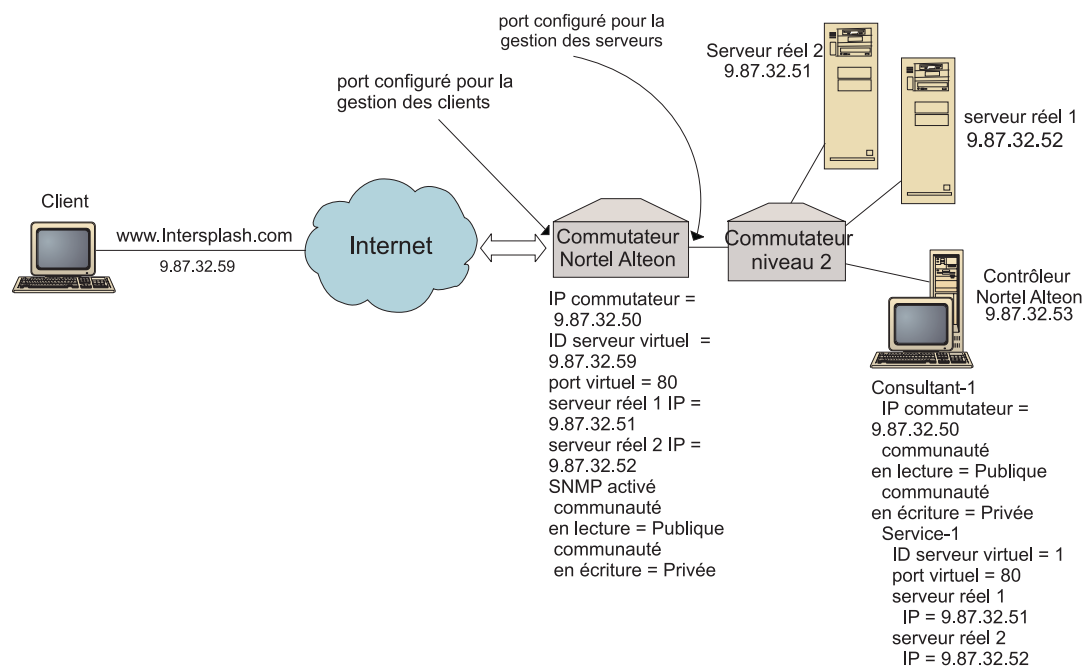 port configuré pour la
gestion des serveurs
port configuré pour la
gestion des clients
Serveur réel 2
9.87.32.51
serveur réel 1
9.87.32.52
Client
www.Intersplash.com
9.87.32.59
Internet
Commutateur
Nortel Alteon
Commutateur
niveau 2
Contrôleur
Nortel Alteon
9.87.32.53
IP commutateur =
9.87.32.50
ID serveur virtuel =
9.87.32.59
port virtuel = 80
serveur réel 1 IP =
9.87.32.51
serveur réel 2 IP =
9.87.32.52
SNMP activé
communauté
en lecture = Publique
communauté
en écriture = Privée
Consultant-1
IP commutateur =
9.87.32.50
communauté
en lecture = Publique
communauté
en écriture = Privée
Service-1
ID serveur virtuel = 1
port virtuel = 80
serveur réel 1
IP = 9.87.32.51
serveur réel 2
IP = 9.87.32.52